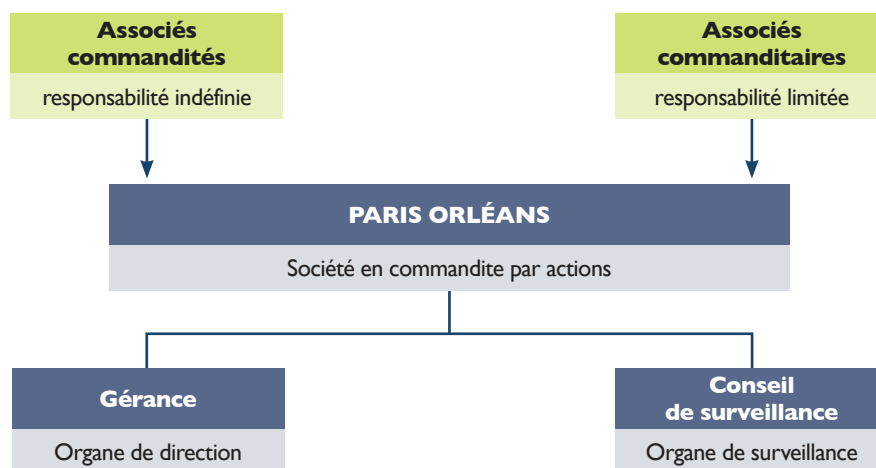 Associés
commandités
responsabilité indéfinie
Associés
commanditaires
responsabilité limitée
PARIS ORLÉANS
Société en commandite par actions
Gérance
Organe de direction
Conseil
de surveillance
Organe de surveillance